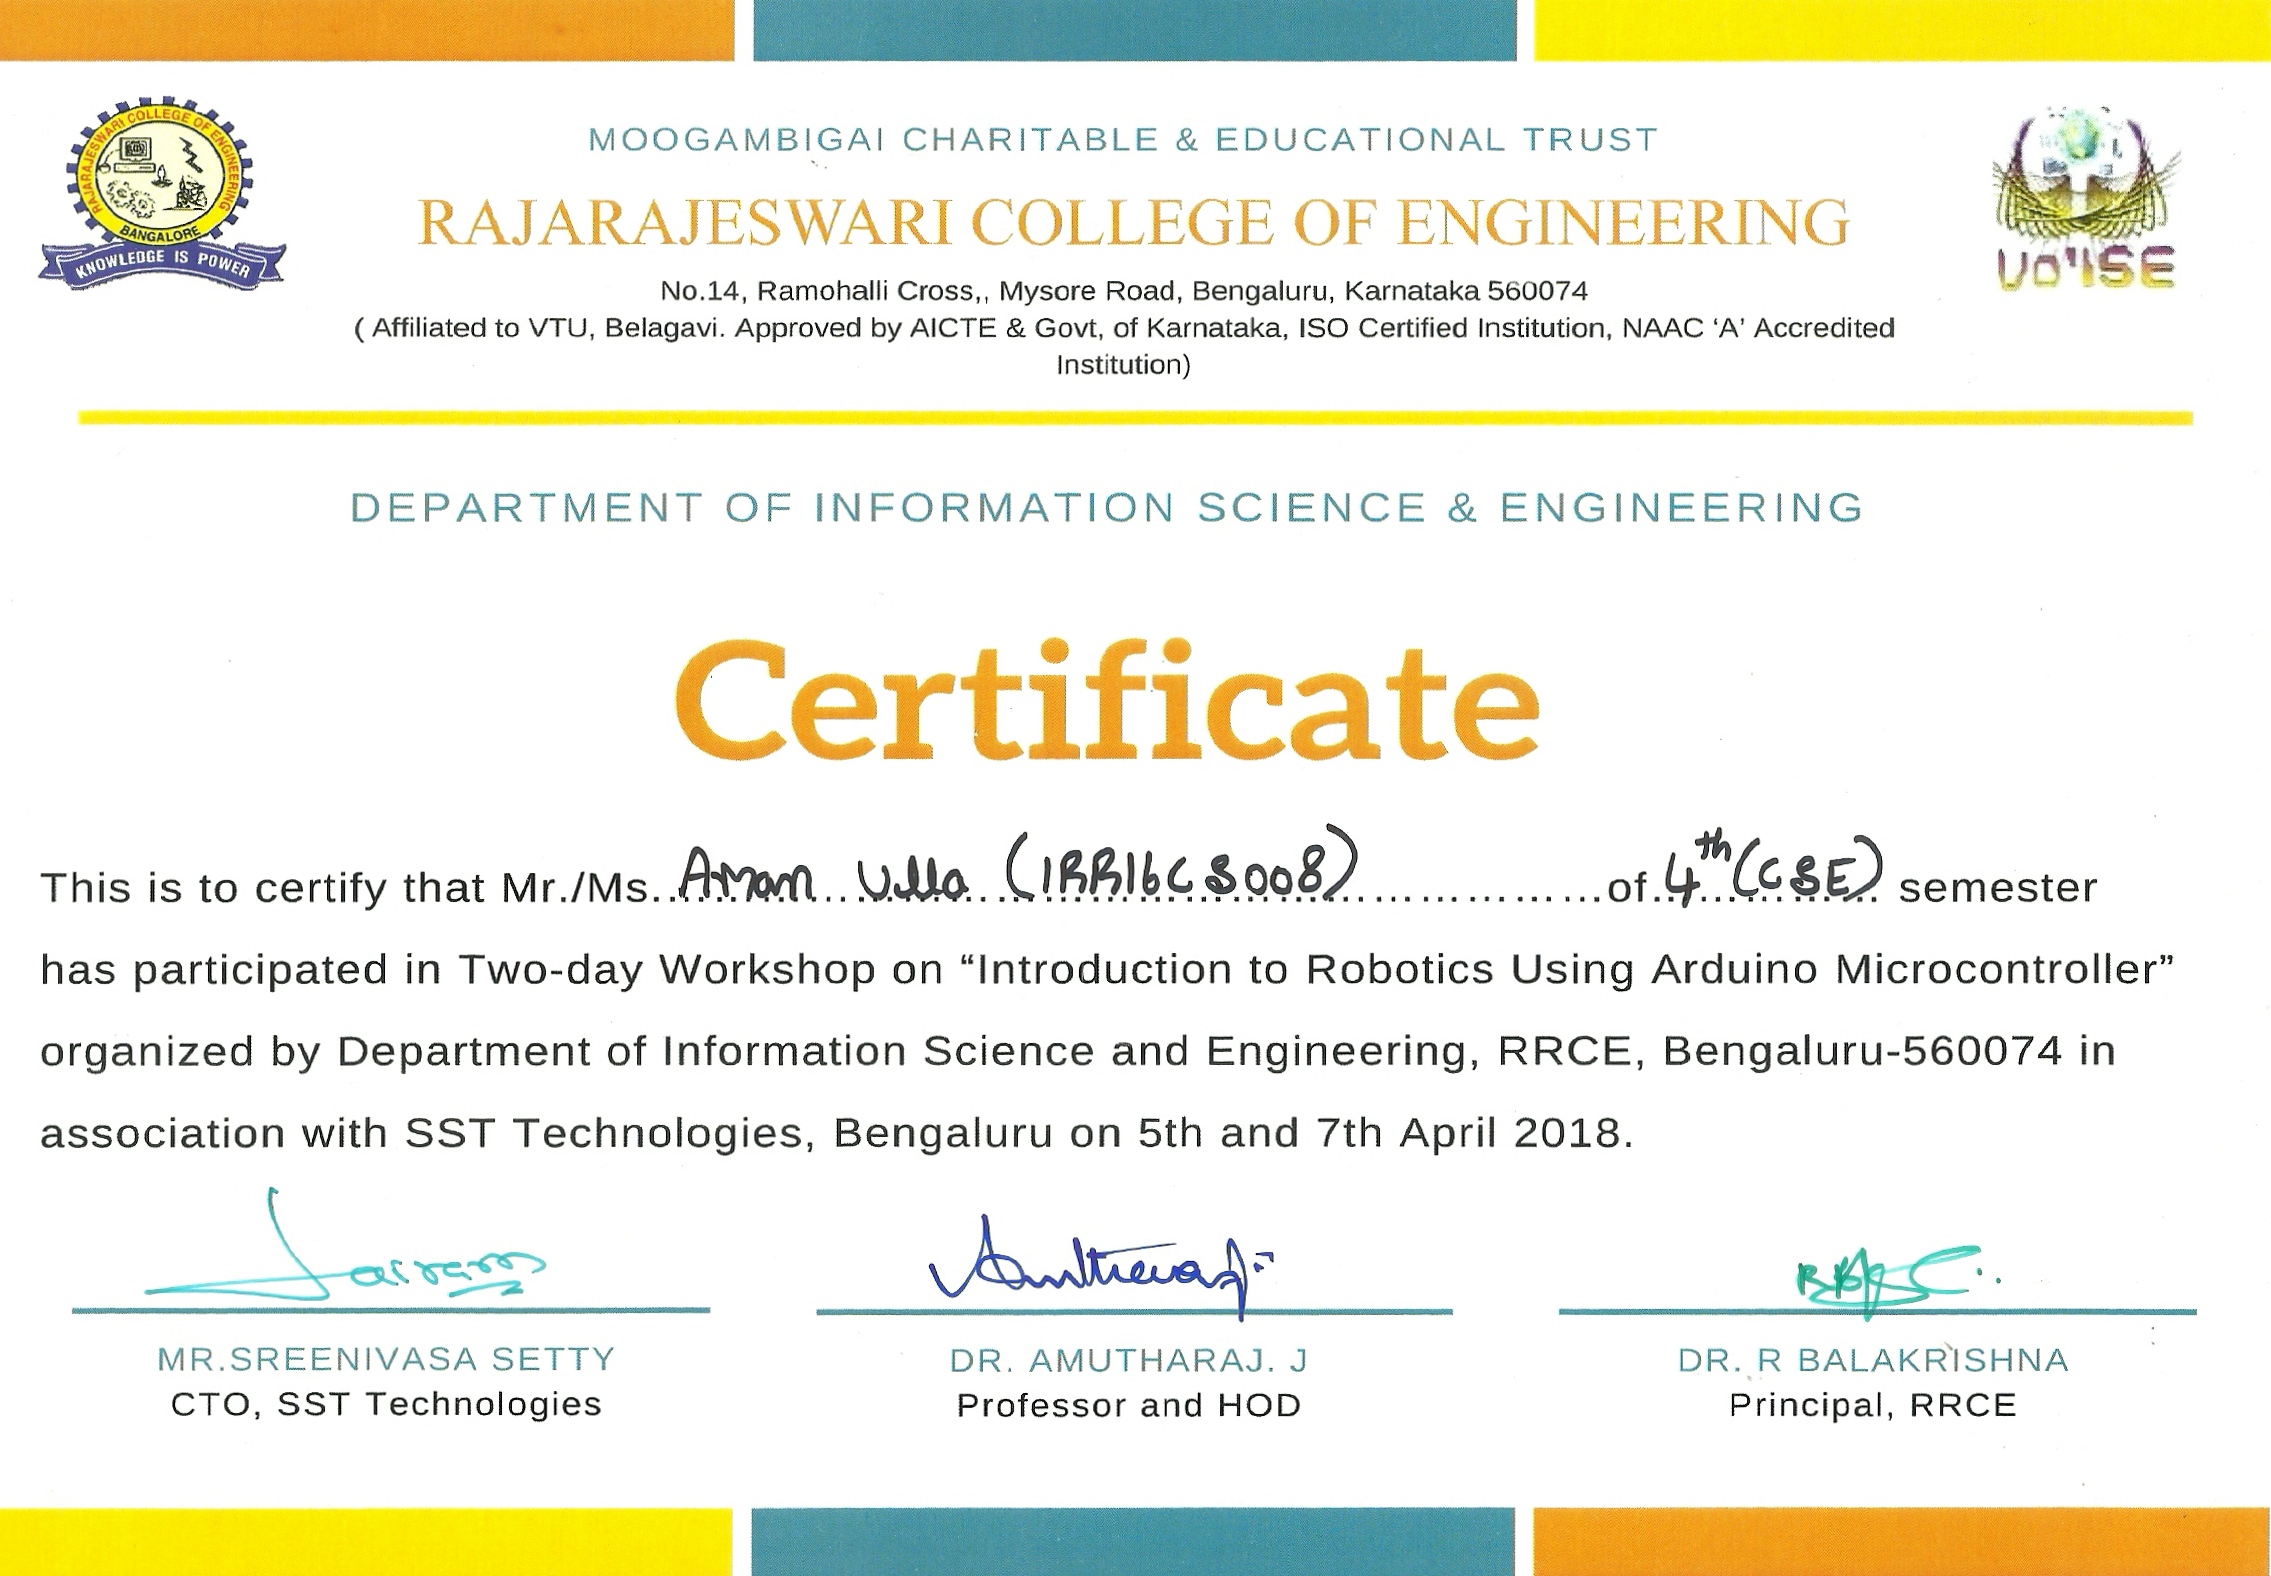 MOOGAMBIGAI CHARITABLE & EDUCATIONAL TRUST
RAJARAJESWARI COLLEGE OF ENGINEERING
BANGALORE
KNOWLEDGE IS POWER
VO'ISE
RAJARAJESWARI COLLEGE OF ENGINEERING
No.14, Ramohalli Cross,, Mysore Road, Bengaluru, Karnataka 560074
( Affiliated to VTU, Belagavi. Approved by AICTE & Govt, of Karnataka, ISO Certified Institution, NAAC ‘A’ Accredited
Institution)
DEPARTMENT OF INFORMATION SCIENCE & ENGINEERING
Certificate
This is to certify that Mr./Ms. Aman Ulla (1RR16CS008) of 4th (CSE) semester
has participated in Two-day Workshop on “Introduction to Robotics Using Arduino Microcontroller”
organized by Department of Information Science and Engineering, RRCE, Bengaluru-560074 in
association with SST Technologies, Bengaluru on 5th and 7th April 2018.
Amutharaj
MR.SREENIVASA SETTY
CTO, SST Technologies
DR. AMUTHARAJ. J
Professor and HOD
DR. R BALAKRISHNA
Principal, RRCE